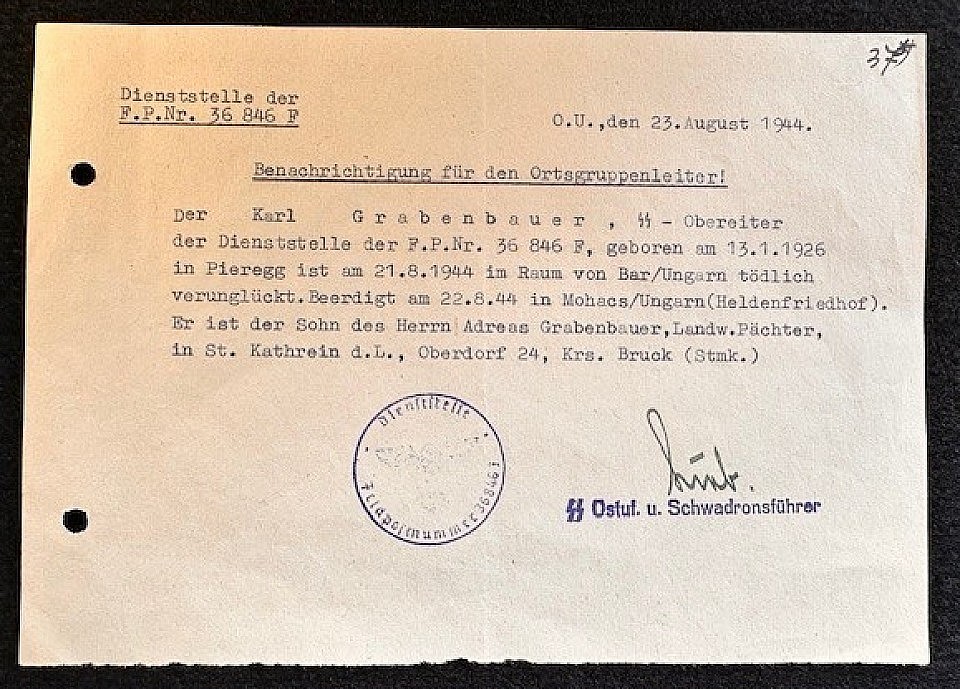 37
Dienststelle der
F.P.Nr. 36 846 F
O.U.,den 23.August 1944.
Benachrichtigung für den Ortsgruppenleiter!
Der Karl Grabenbauer , ᛋᛋ - Obereiter
der Dienststelle der F.P.Nr. 36 846 F, geboren am 13.1.1926
in Pieregg ist am 21.8.1944 im Raum von Bar/Ungarn tödlich
verunglückt.Beerdigt am 22.8.44 in Mohacs/Ungarn(Heldenfriedhof).
Er ist der Sohn des Herrn Adreas Grabenbauer,Landw.Pächter,
in St. Kathrein d.L., Oberdorf 24, Krs. Bruck (Stmk.)
Dienststelle
Feldpostnummer 36846F
ᛋᛋ Ostuf. u. Schwadronsführer